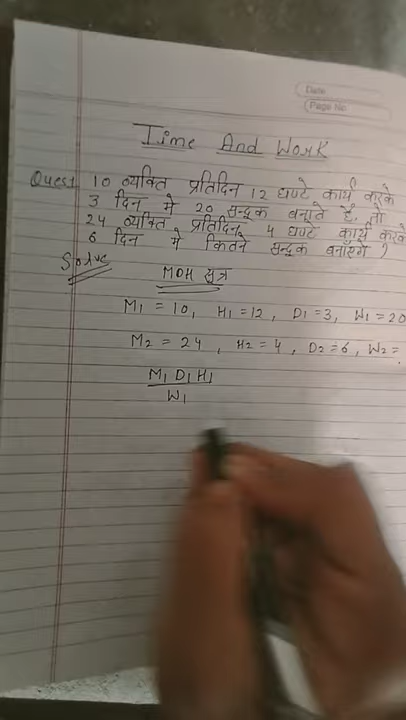 Date
Page No
Time And Work
Ques1 10 व्यक्ति प्रतिदिन 12 घण्टे कार्य करके
3 दिन मे 20 सन्दूक बनाते हैं, तो
24 व्यक्ति प्रतिदिन 4 घण्टे कार्य करके
6 दिन में कितने सन्दूक बनाएँगे ?
Solve
MDH सूत्र
M1 = 10, H1 = 12, D1 = 3, W1 = 20
M2 = 24, H2 = 4, D2 = 6, W2 = ?
M1 D1 H1
W1